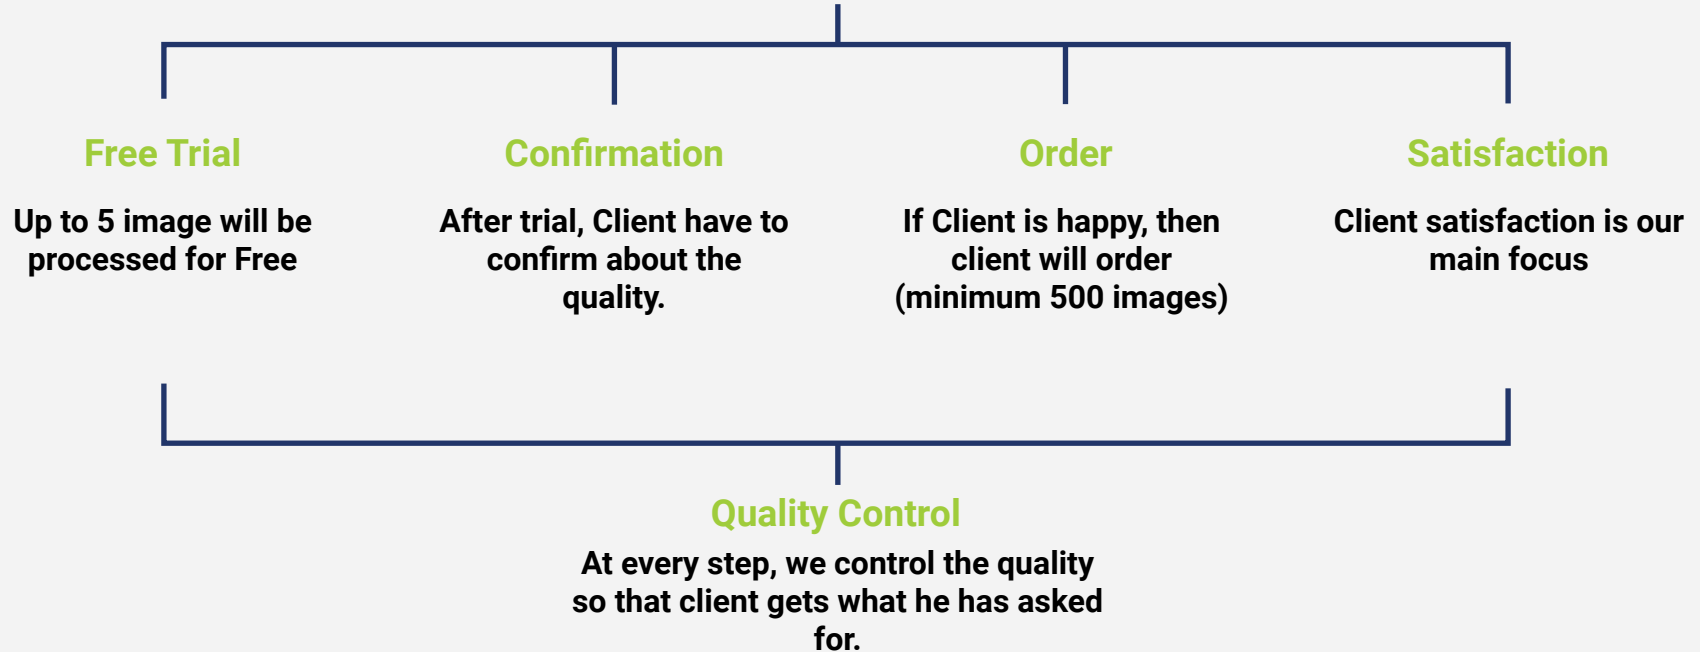 Free Trial
Up to 5 image will be
processed for Free
Confirmation
After trial, Client have to
confirm about the
quality.
Order
If Client is happy, then
client will order
(minimum 500 images)
Satisfaction
Client satisfaction is our
main focus
Quality Control
At every step, we control the quality
so that client gets what he has asked
for.